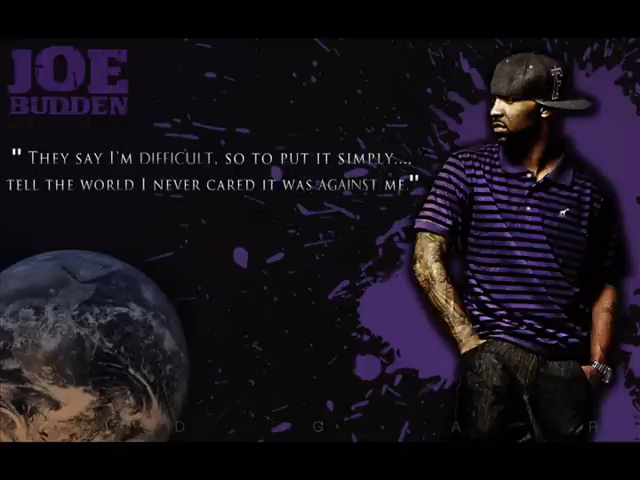 JOE
BUDDEN
" THEY SAY I'M DIFFICULT, SO TO PUT IT SIMPLY....,
TELL THE WORLD I NEVER CARED IT WAS AGAINST ME"